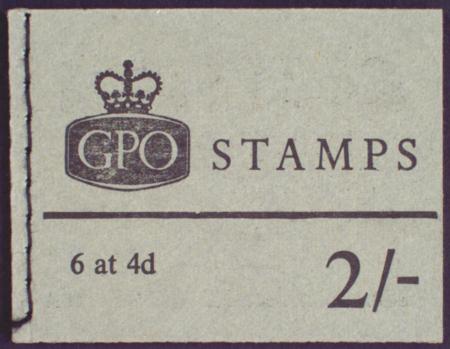 GPO STAMPS
6 at 4d
2/-